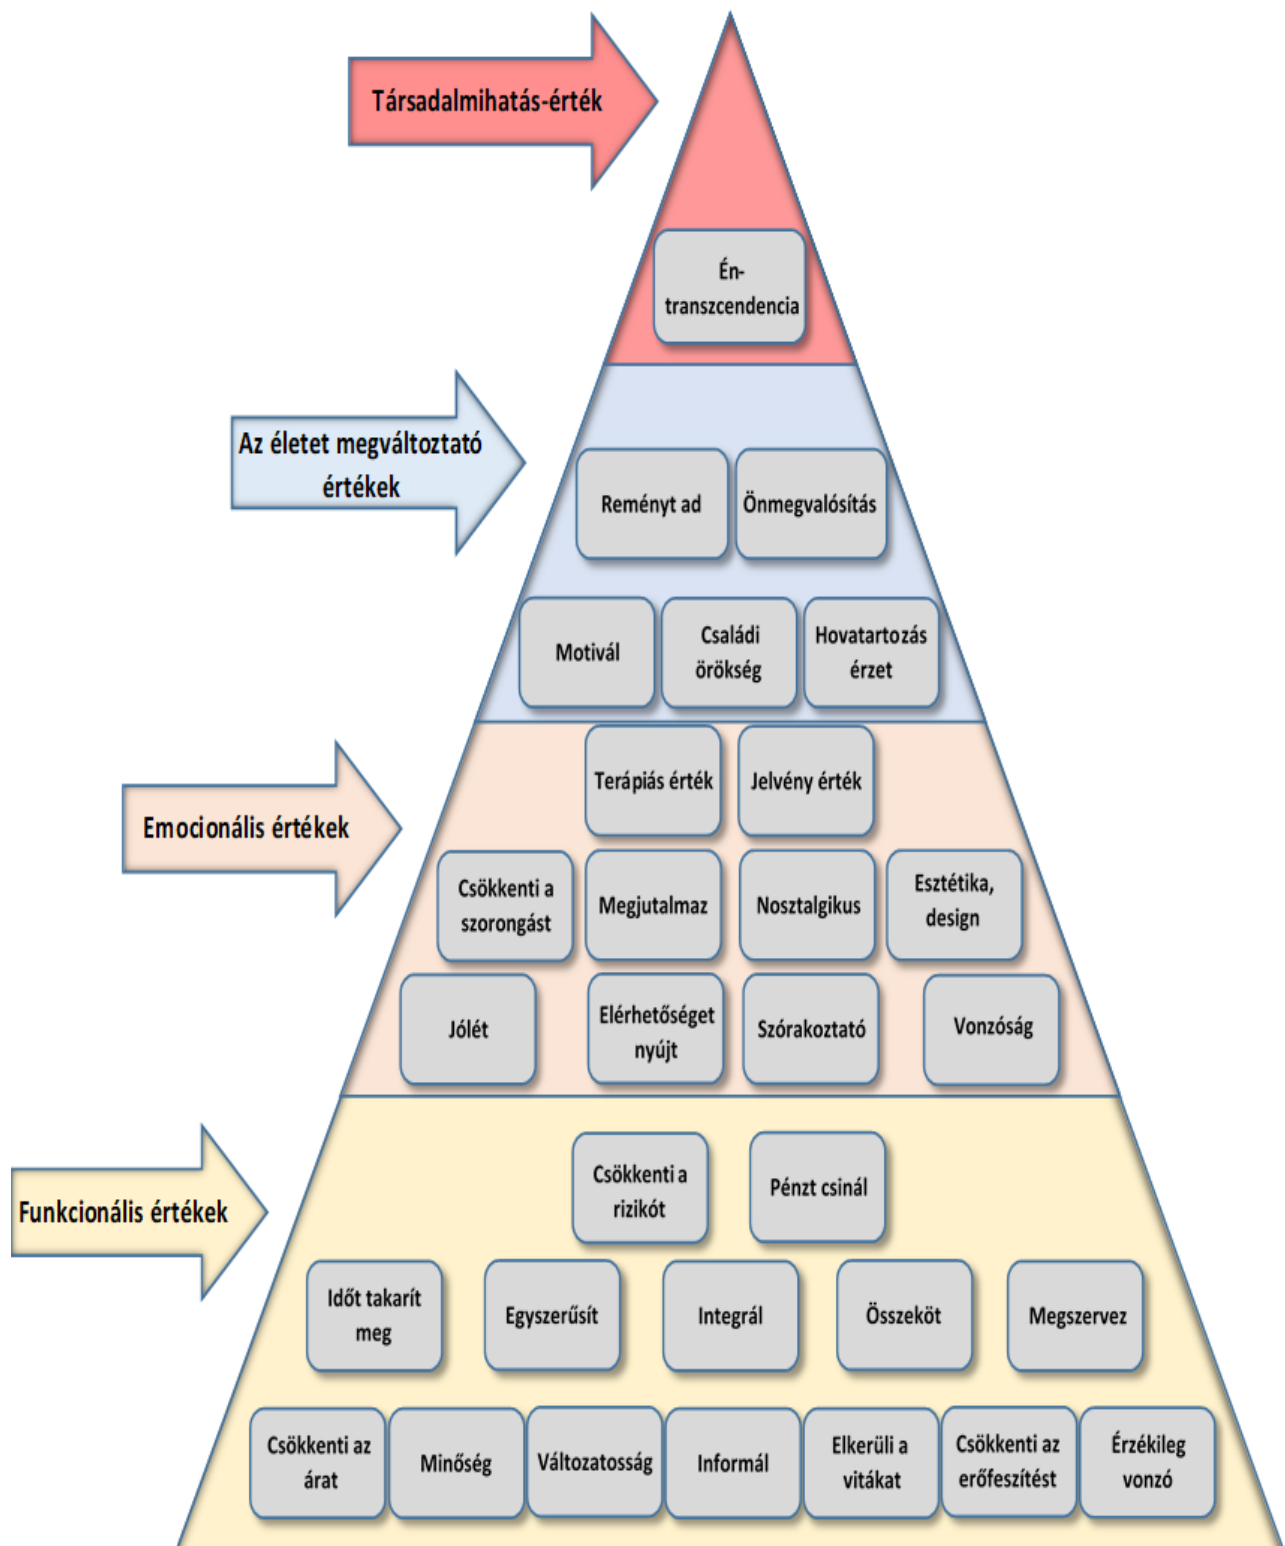 Társadalmihatás-érték
Én-
transzcendencia
Az életet megváltoztató
értékek
Reményt ad
Önmegvalósítás
Motivál
Családi
örökség
Hovatartozás
érzet
Terápiás érték
Jelvény érték
Emocionális értékek
Csökkenti a
szorongást
Megjutalmaz
Nosztalgikus
Esztétika,
design
Jólét
Elérhetőséget
nyújt
Szórakoztató
Vonzóság
Funkcionális értékek
Csökkenti a
rizikót
Pénzt csinál
Időt takarít
meg
Egyszerűsít
Integrál
Összeköt
Megszervez
Csökkenti az
árat
Minőség
Változatosság
Informál
Elkerüli a
vitákat
Csökkenti az
erőfeszítést
Érzékileg
vonzó